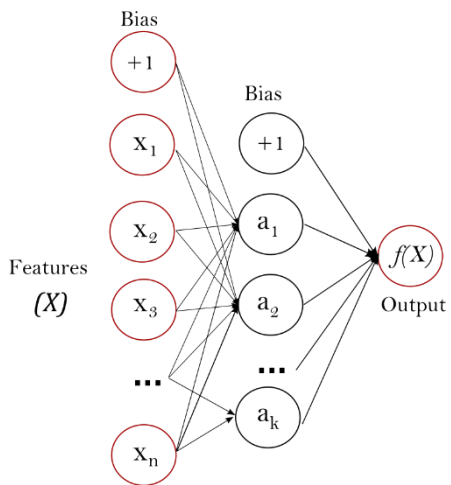 Bias
+1
x₁
x₂
x₃
...
xₙ
Features
(X)
Bias
+1
a₁
a₂
...
aₖ
f(X)
Output